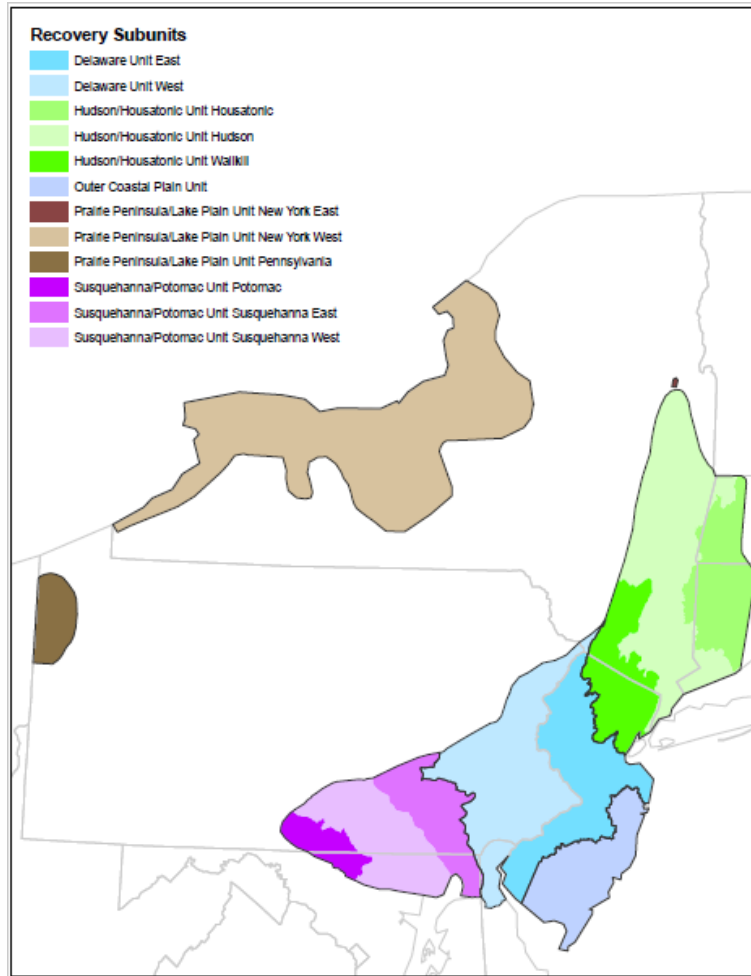 Recovery Subunits
Delaware Unit East
Delaware Unit West
Hudson/Housatonic Unit Housatonic
Hudson/Housatonic Unit Hudson
Hudson/Housatonic Unit Wallkill
Outer Coastal Plain Unit
Prairie Peninsula/Lake Plain Unit New York East
Prairie Peninsula/Lake Plain Unit New York West
Prairie Peninsula/Lake Plain Unit Pennsylvania
Susquehanna/Potomac Unit Potomac
Susquehanna/Potomac Unit Susquehanna East
Susquehanna/Potomac Unit Susquehanna West